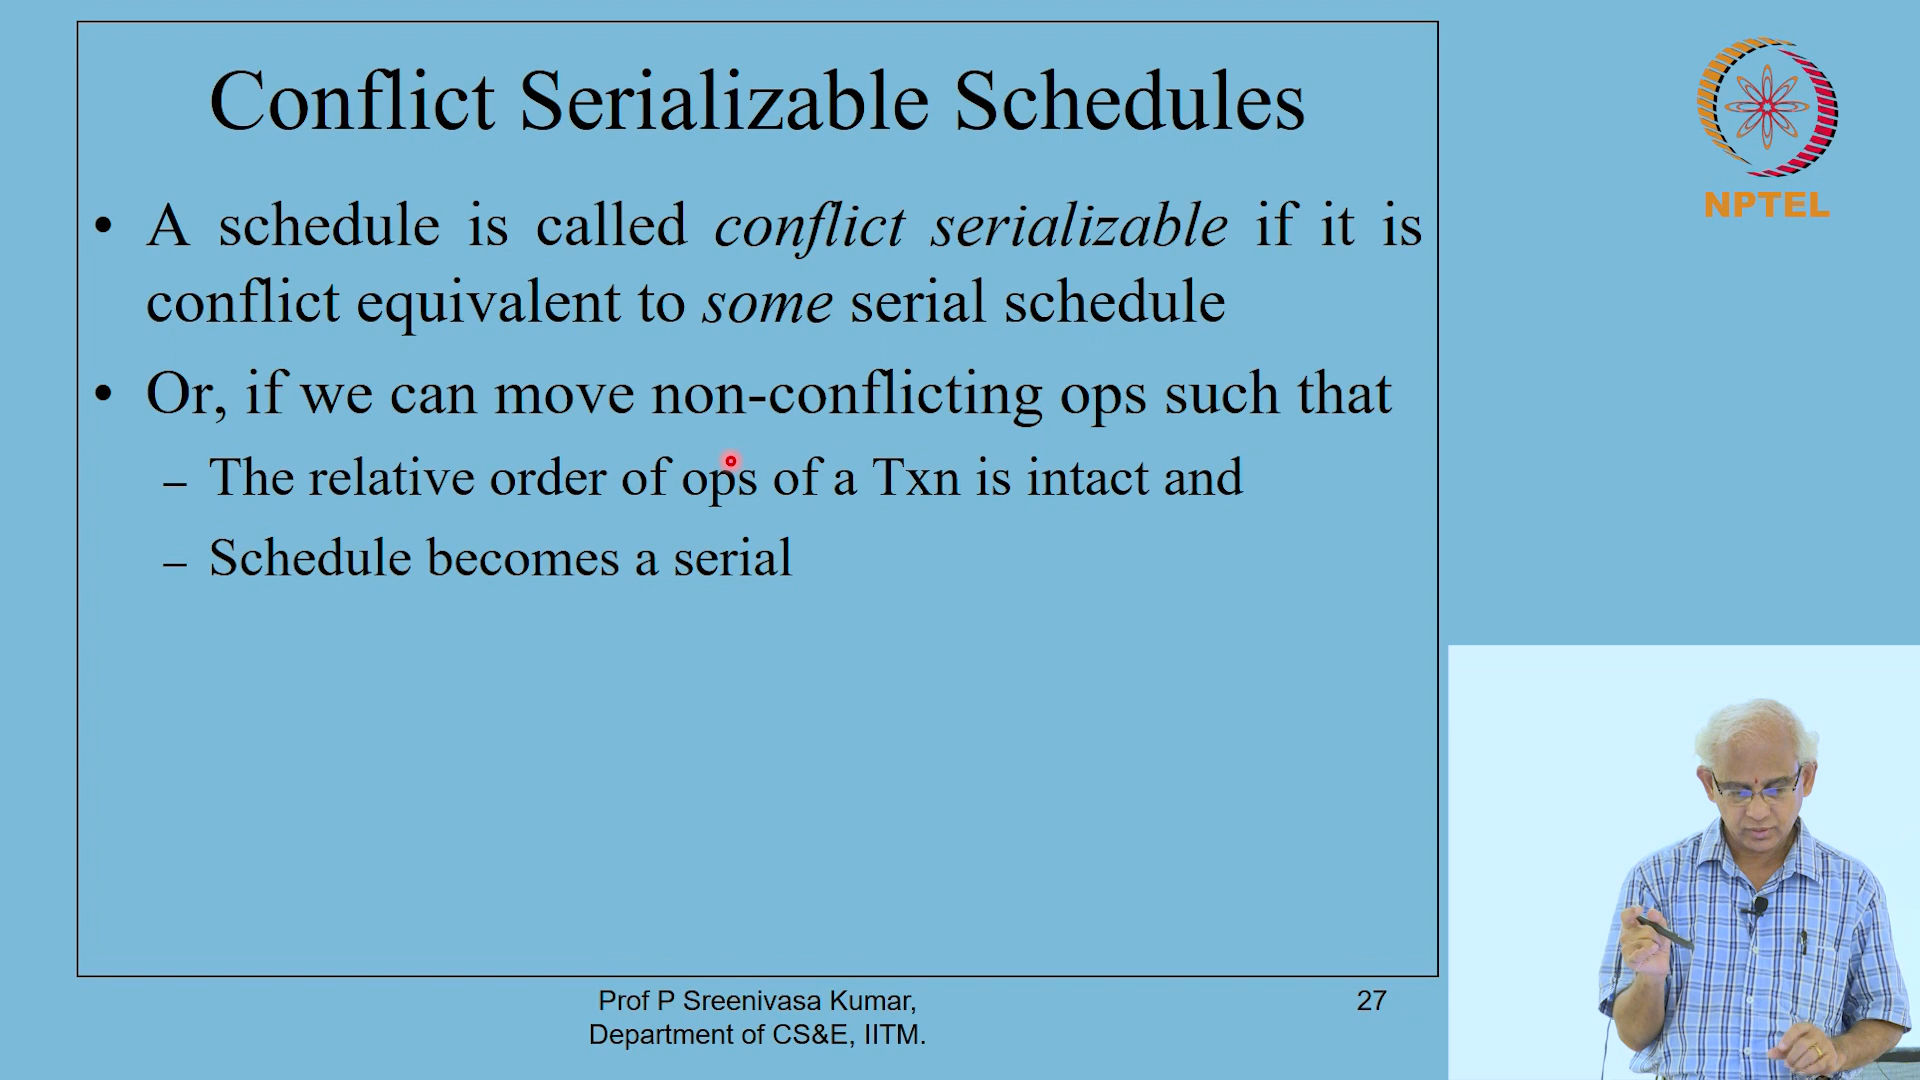 Conflict Serializable Schedules
• A schedule is called conflict serializable if it is
conflict equivalent to some serial schedule
• Or, if we can move non-conflicting ops such that
– The relative order of ops of a Txn is intact and
– Schedule becomes a serial
NPTEL
Prof P Sreenivasa Kumar,
Department of CS&E, IITM.
27